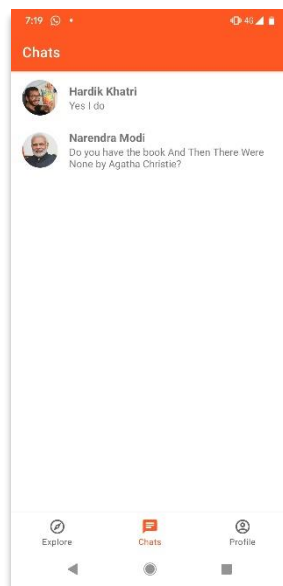 7:19
4G
Chats
Hardik Khatri
Yes I do
Narendra Modi
Do you have the book And Then There Were
None by Agatha Christie?
Explore Chats Profile